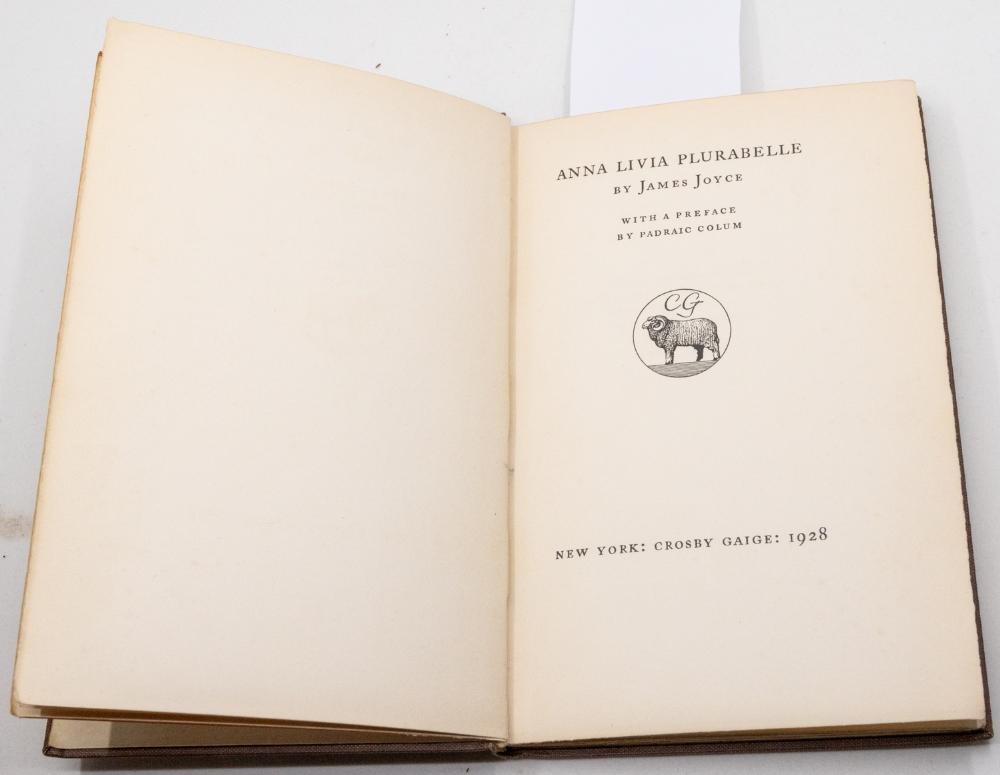 ANNA LIVIA PLURABELLE
BY JAMES JOYCE
WITH A PREFACE
BY PADRAIC COLUM
CG
NEW YORK: CROSBY GAIGE: 1928